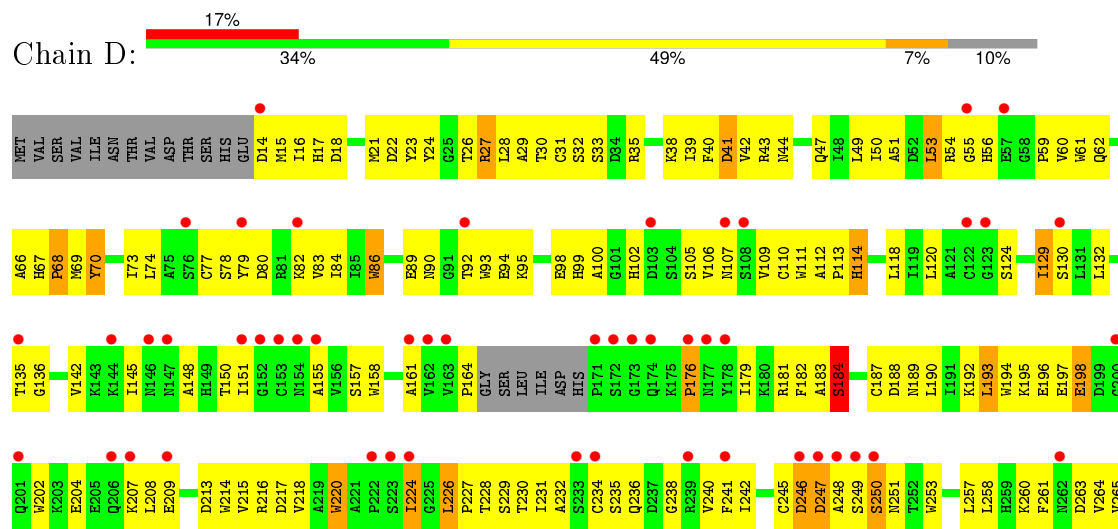 17%
Chain D:
34% 49% 7% 10%
MET VAL SER VAL ILE ASN THR VAL ASP THR SER HIS GLU D14 M15 I16 H17 D18 M21 D22 Y23 Y24 G25 T26 R27 L28 A29 T30 C31 S32 S33 D34 R35 K38 I39 F40 D41 V42 R43 N44 Q47 I48 L49 I50 A51 D52 L53 R54 G55 H56 E57 G58 P59 V60 W61 Q62
A66 H67 P68 M69 Y70 I73 L74 A75 S76 C77 S78 Y79 D80 R81 K82 V83 I84 I85 W86 E89 N90 G91 T92 W93 E94 K95 E98 H99 A100 G101 H102 D103 S104 S105 V106 N107 S108 V109 C110 W111 A112 P113 H114 L118 I119 L120 A121 C122 G123 S124 I129 S130 L131 L132
T135 G136 V142 K143 K144 I145 N146 N147 A148 H149 T150 I151 G152 C153 N154 A155 V156 S157 W158 A161 V162 V163 P164 GLY SER LEU ILE ASP HIS P171 S172 G173 Q174 K175 P176 N177 Y178 I179 K180 R181 F182 A183 S184 C187 D188 N189 L190 I191 K192 L193 W194 K195 E196 E197 E198 D199 G200
Q201 W202 K203 E204 E205 Q206 K207 L208 E209 D213 W214 V215 R216 D217 V218 A219 W220 A221 P222 S223 I224 G225 L226 P227 T228 S229 T230 I231 A232 S233 C234 S235 Q236 D237 G238 R239 V240 F241 I242 C245 D246 D247 A248 S249 S250 N251 T252 W253 L257 L258 H259 K260 F261 N262 D263 V264 V265